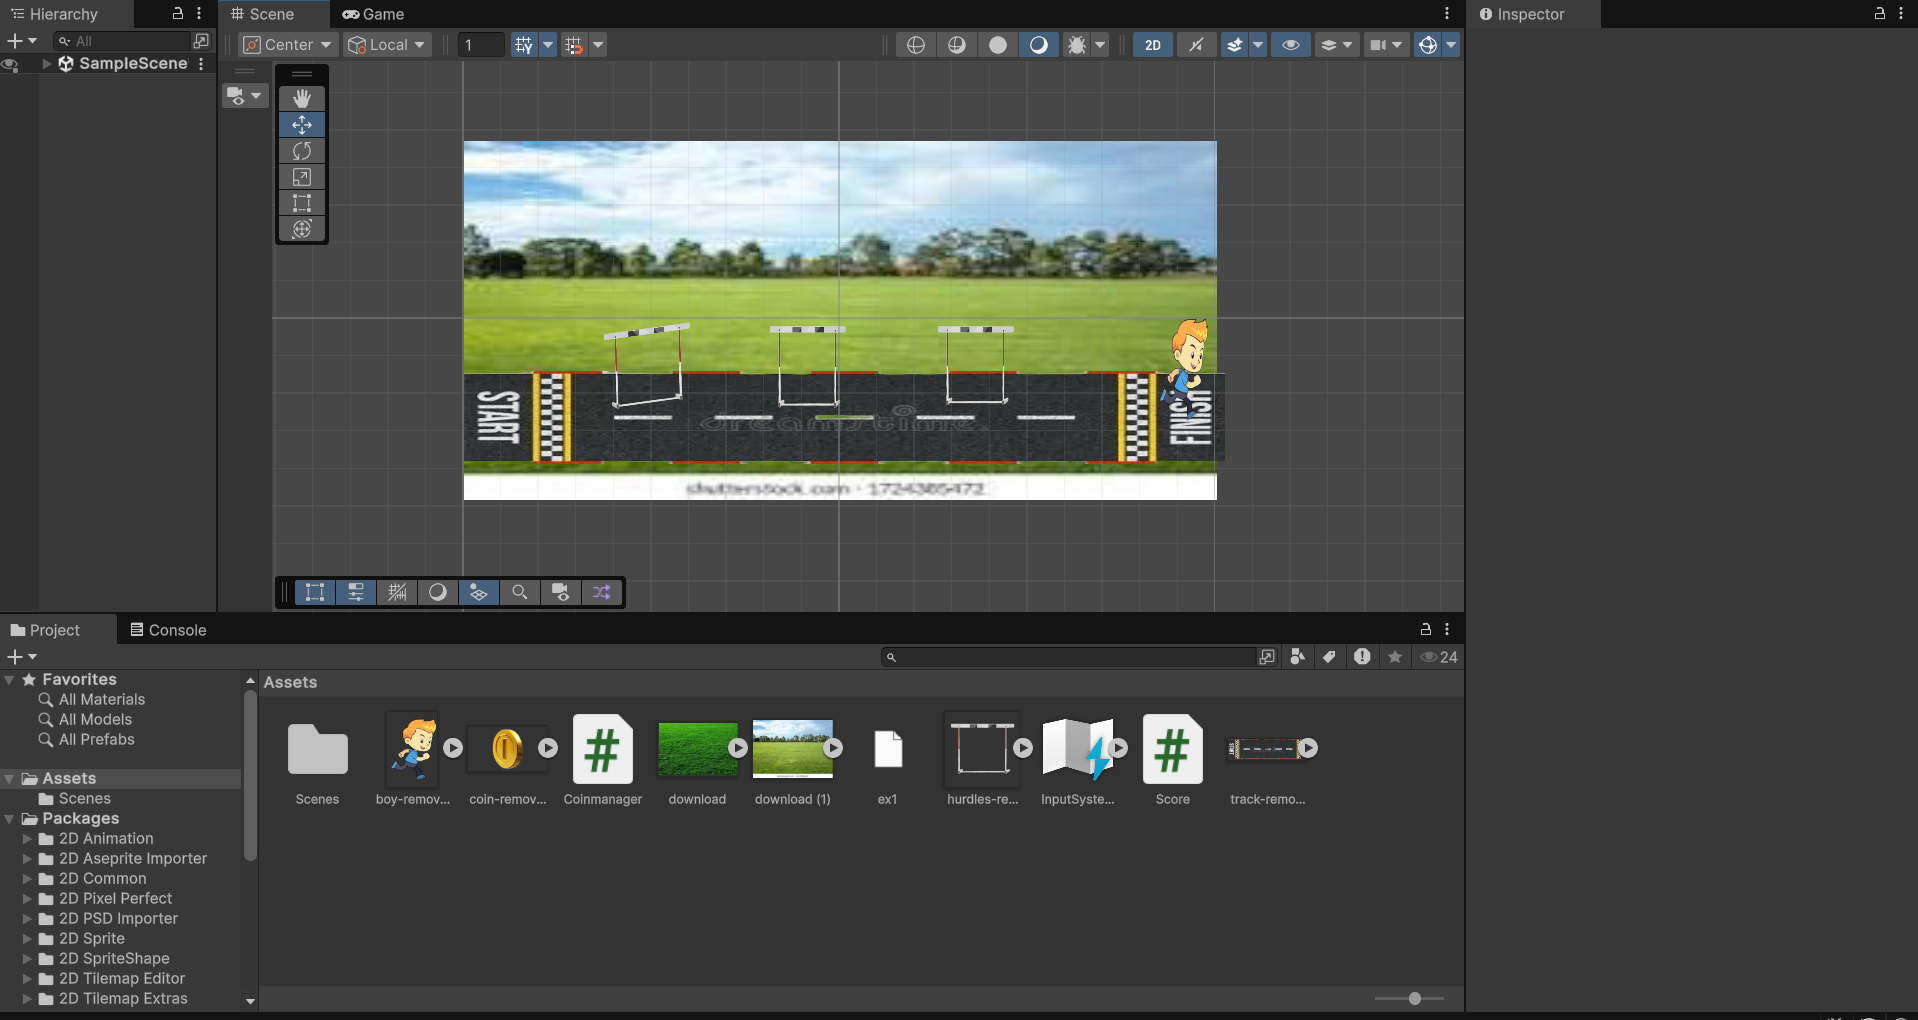 Hierarchy
All
SampleScene
Scene
Game
Center
Local
1
2D
START
FINISH
dreamstime.
shutterstock.com · 1724385472
Inspector
Project
Console
24
Favorites
All Materials
All Models
All Prefabs
Assets
Scenes
Packages
2D Animation
2D Aseprite Importer
2D Common
2D Pixel Perfect
2D PSD Importer
2D Sprite
2D SpriteShape
2D Tilemap Editor
2D Tilemap Extras
Assets
Scenes
boy-remov...
coin-remov...
Coinmanager
download
download (1)
ex1
hurdles-re...
InputSyste...
Score
track-remo...